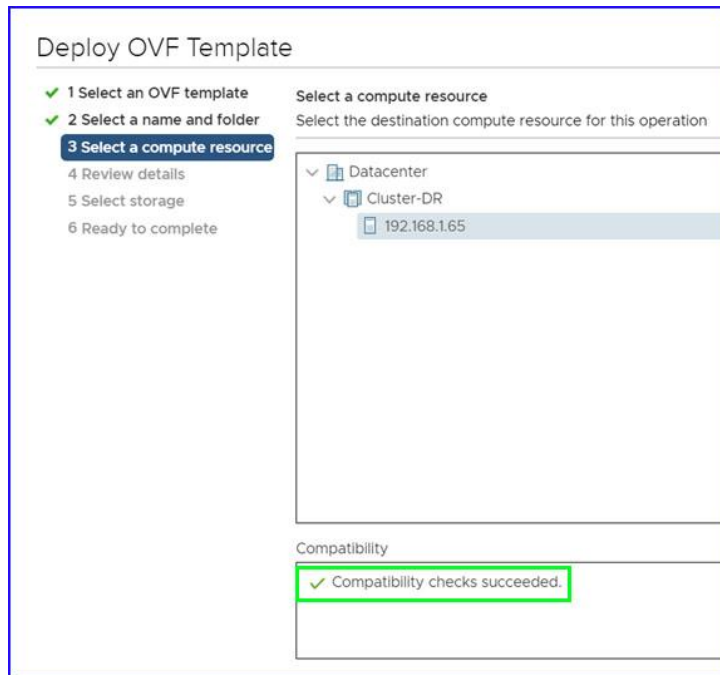 Deploy OVF Template
1 Select an OVF template
2 Select a name and folder
3 Select a compute resource
4 Review details
5 Select storage
6 Ready to complete
Select a compute resource
Select the destination compute resource for this operation
Datacenter
Cluster-DR
192.168.1.65
Compatibility
Compatibility checks succeeded.